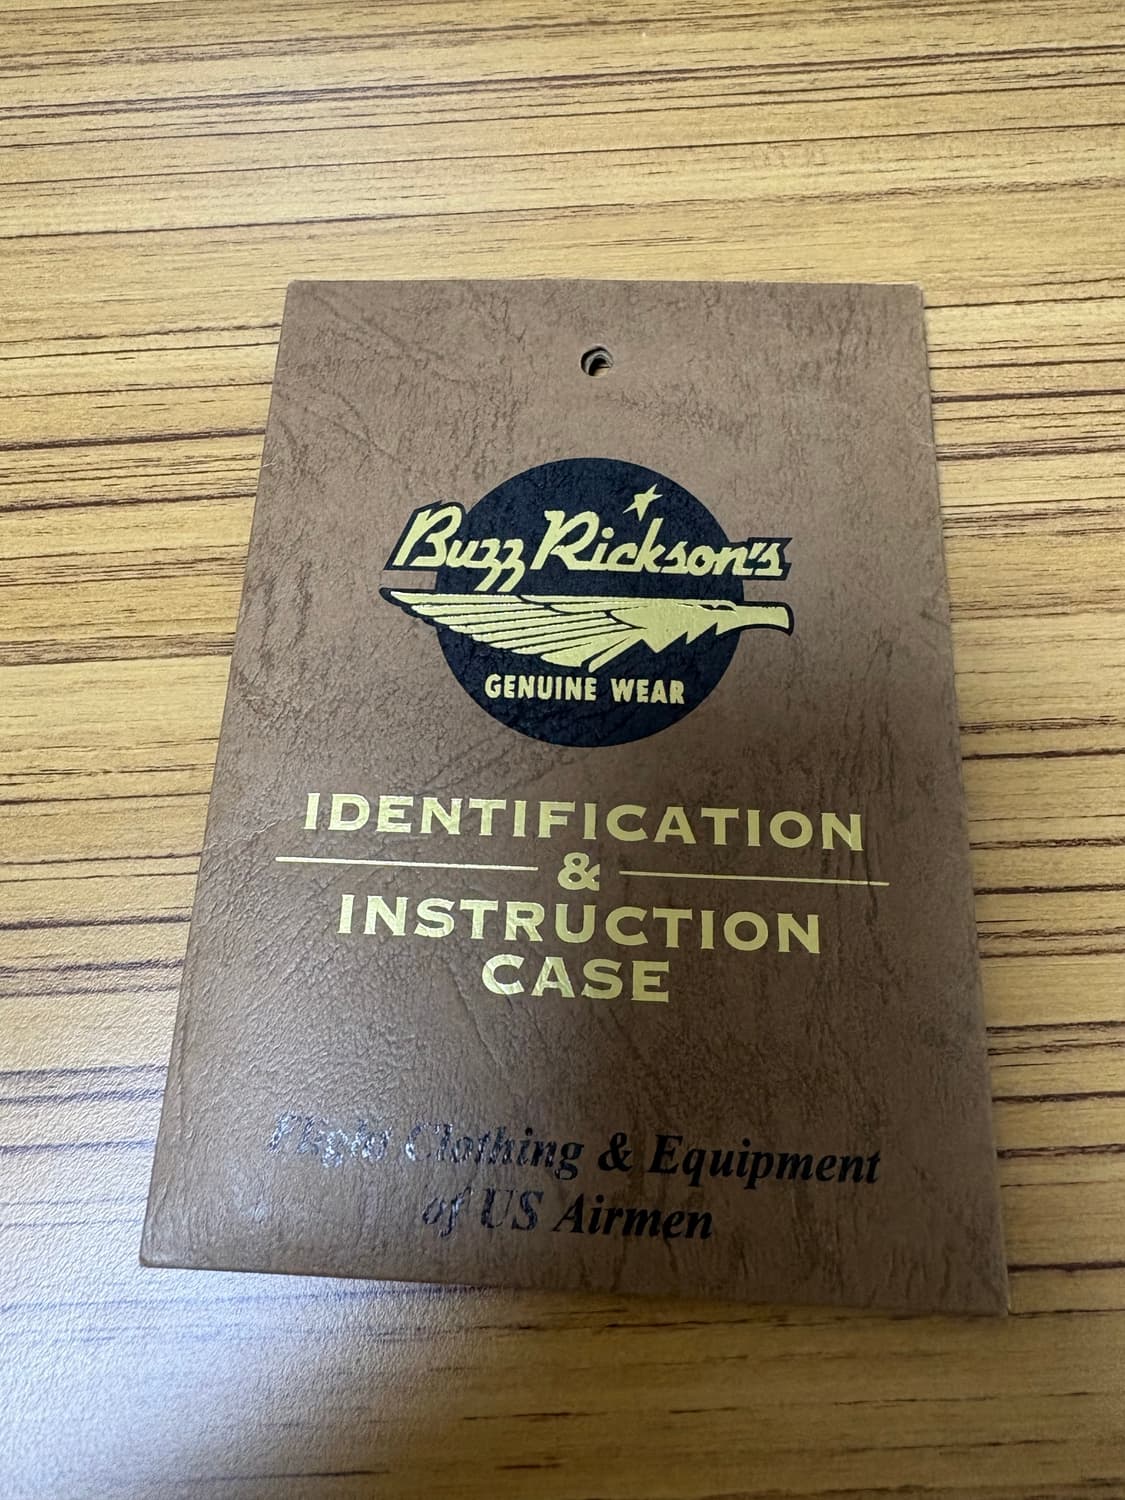 Buzz Rickson's
GENUINE WEAR
IDENTIFICATION
&
INSTRUCTION
CASE
Flight Clothing & Equipment
of US Airmen